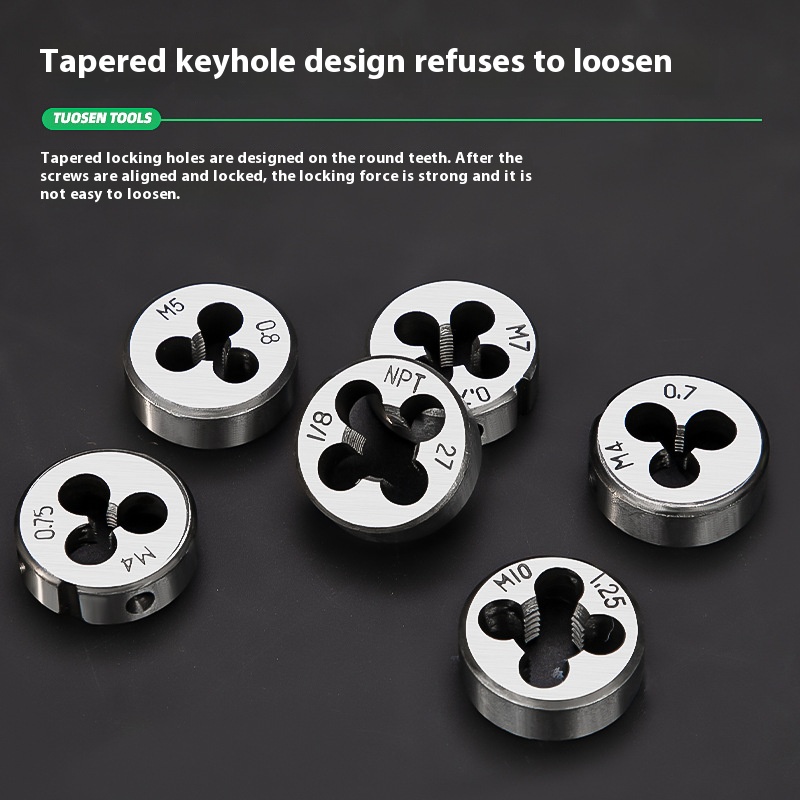 Tapered keyhole design refuses to loosen
TUOSEN TOOLS
Tapered locking holes are designed on the round teeth. After the
screws are aligned and locked, the locking force is strong and it is
not easy to loosen.
M5
0.8
M7
NPT
1/8
27
0.7
M4
0.75
M4
M10
1.25